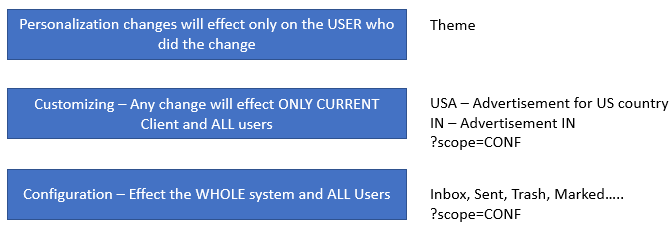 Personalization changes will effect only on the USER who
did the change
Theme
Customizing – Any change will effect ONLY CURRENT
Client and ALL users
USA – Advertisement for US country
IN – Advertisement IN
?scope=CONF
Configuration – Effect the WHOLE system and ALL Users
Inbox, Sent, Trash, Marked…..
?scope=CONF